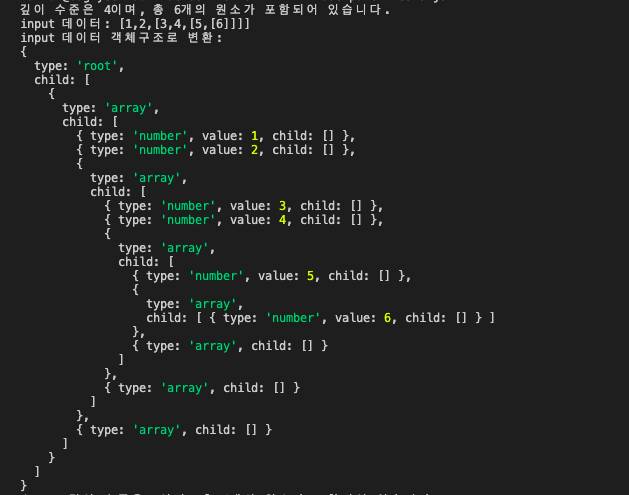 깊이 수준은 4이며, 총 6개의 원소가 포함되어 있습니다.
input 데이터: [1,2,[3,4,[5,[6]]]]
input 데이터 객체구조로 변환:
{
  type: 'root',
  child: [
    {
      type: 'array',
      child: [
        { type: 'number', value: 1, child: [] },
        { type: 'number', value: 2, child: [] },
        {
          type: 'array',
          child: [
            { type: 'number', value: 3, child: [] },
            { type: 'number', value: 4, child: [] },
            {
              type: 'array',
              child: [
                { type: 'number', value: 5, child: [] },
                {
                  type: 'array',
                  child: [ { type: 'number', value: 6, child: [] } ]
                },
                { type: 'array', child: [] }
              ]
            },
            { type: 'array', child: [] }
          ]
        },
        { type: 'array', child: [] }
      ]
    }
  ]
}